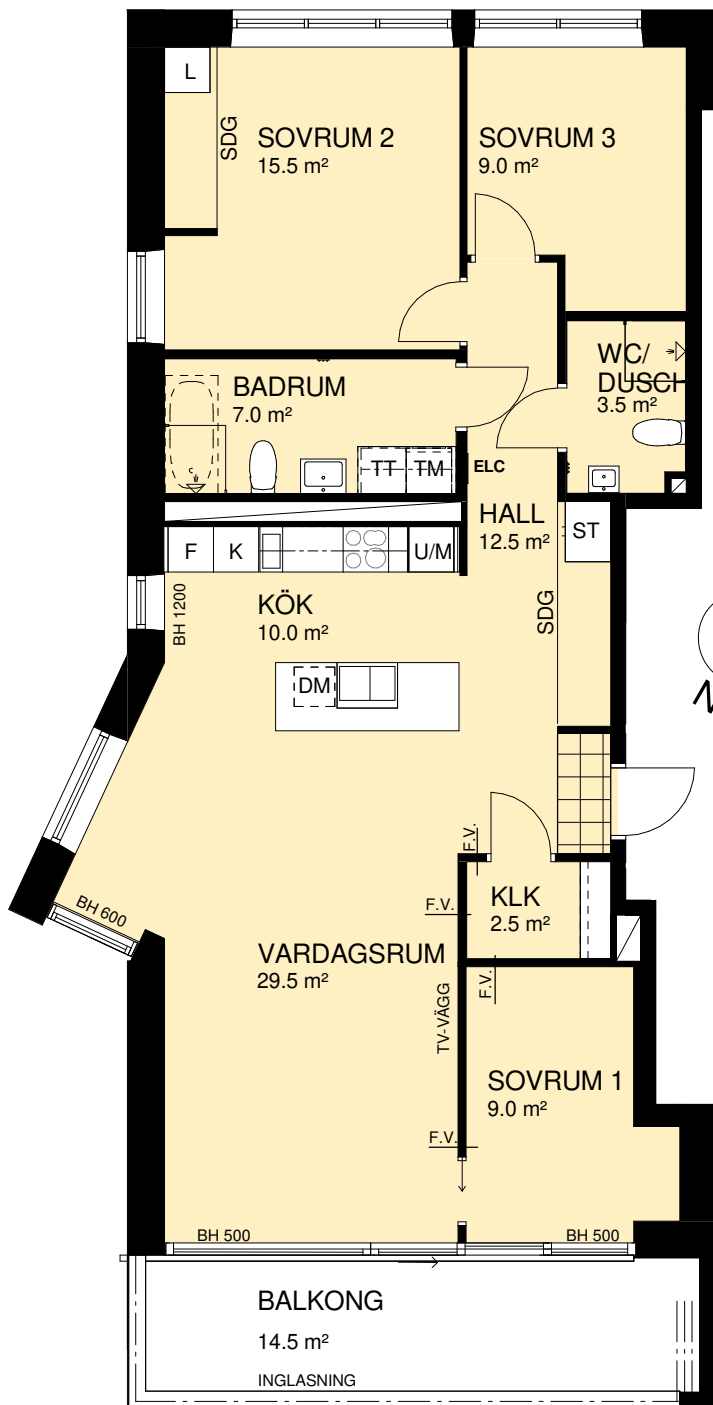 L
SDG
SOVRUM 2
15.5 m²
SOVRUM 3
9.0 m²
BADRUM
7.0 m²
WC/
DUSCH
3.5 m²
C
TT
TM
ELC
HALL
12.5 m²
ST
F
K
U/M
BH 1200
KÖK
10.0 m²
SDG
DM
N
F.V.
BH 600
F.V.
KLK
2.5 m²
VARDAGSRUM
29.5 m²
TV-VÄGG
F.V.
SOVRUM 1
9.0 m²
F.V.
BH 500
BH 500
BALKONG
14.5 m²
INGLASNING